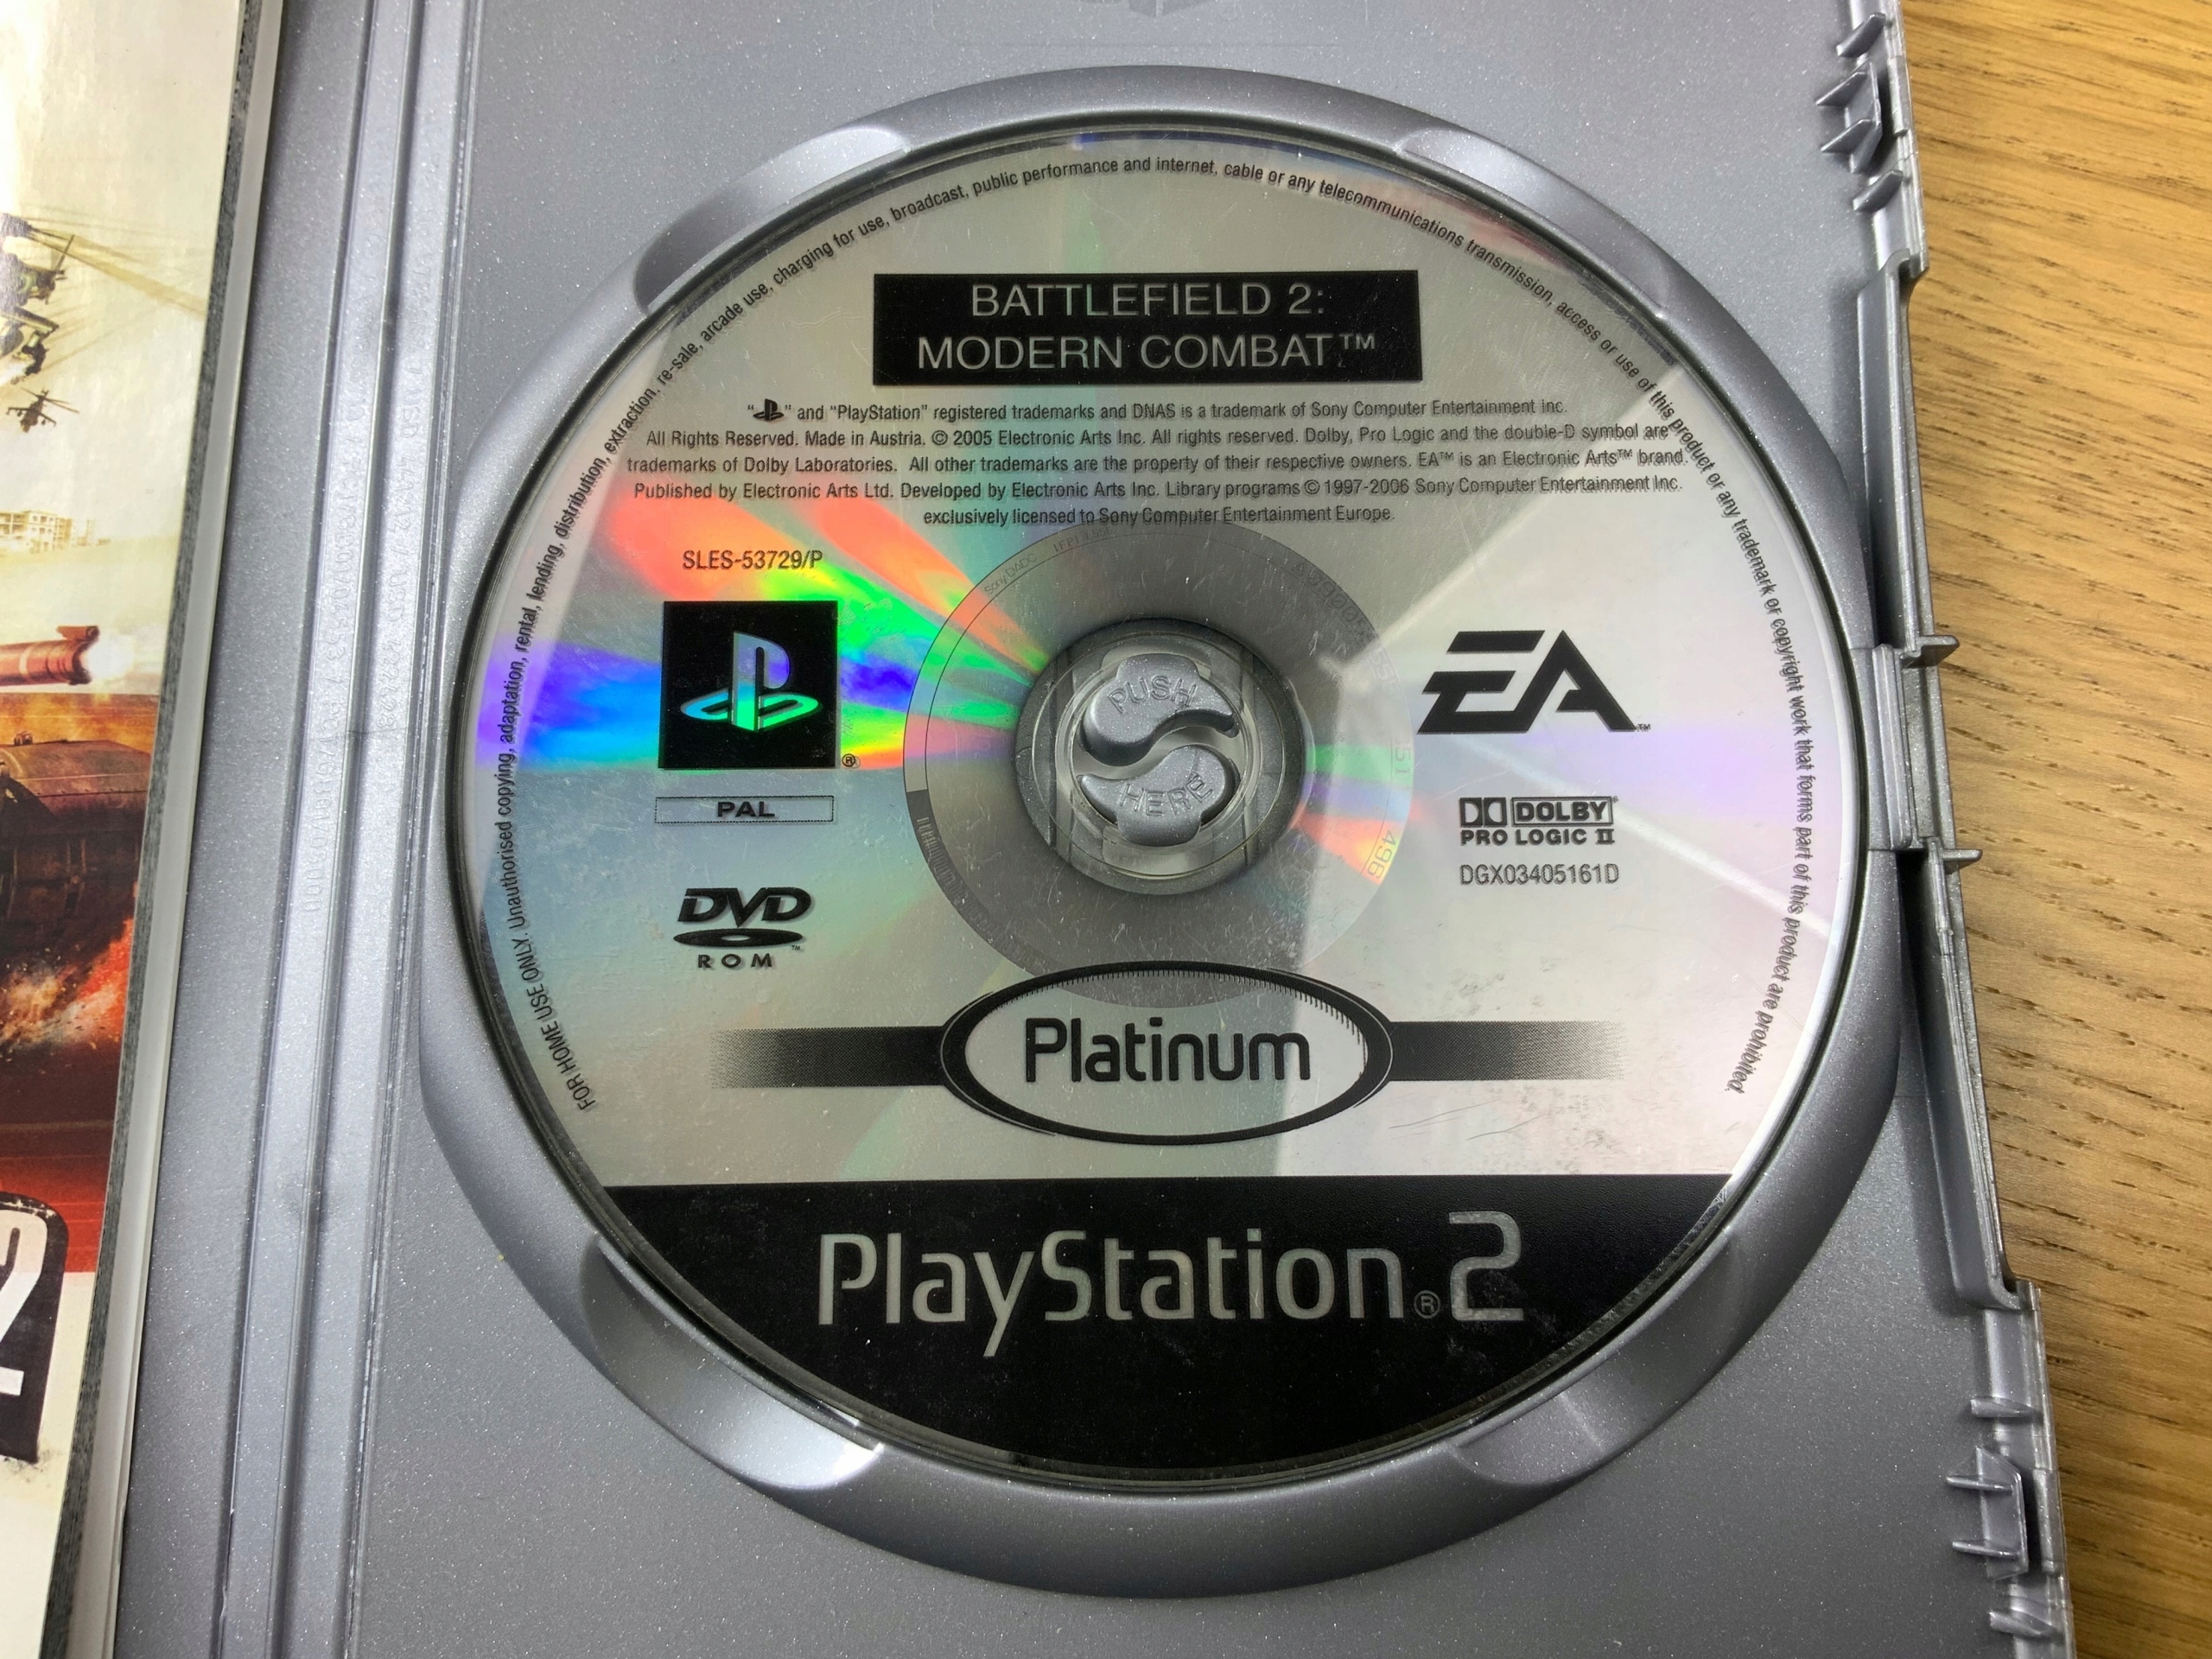 FOR HOME USE ONLY. Unauthorised copying, adaptation, rental, lending, distribution, extraction, re-sale, arcade use, charging for use, broadcast, public performance and internet, cable or any telecommunications transmission, access or use of this product or any trademark or copyright work that forms part of this product are prohibited.
BATTLEFIELD 2:
MODERN COMBAT™
" " and "PlayStation" registered trademarks and DNAS is a trademark of Sony Computer Entertainment Inc.
All Rights Reserved. Made in Austria. © 2005 Electronic Arts Inc. All rights reserved. Dolby, Pro Logic and the double-D symbol are
trademarks of Dolby Laboratories. All other trademarks are the property of their respective owners. EA™ is an Electronic Arts™ brand.
Published by Electronic Arts Ltd. Developed by Electronic Arts Inc. Library programs © 1997-2006 Sony Computer Entertainment Inc.
exclusively licensed to Sony Computer Entertainment Europe.
SLES-53729/P
Sony DADC
PUSH
HERE
®
EA™
PAL
DOLBY®
PRO LOGIC II
DGX03405161D
DVD™
ROM
Platinum
PlayStation®2
2